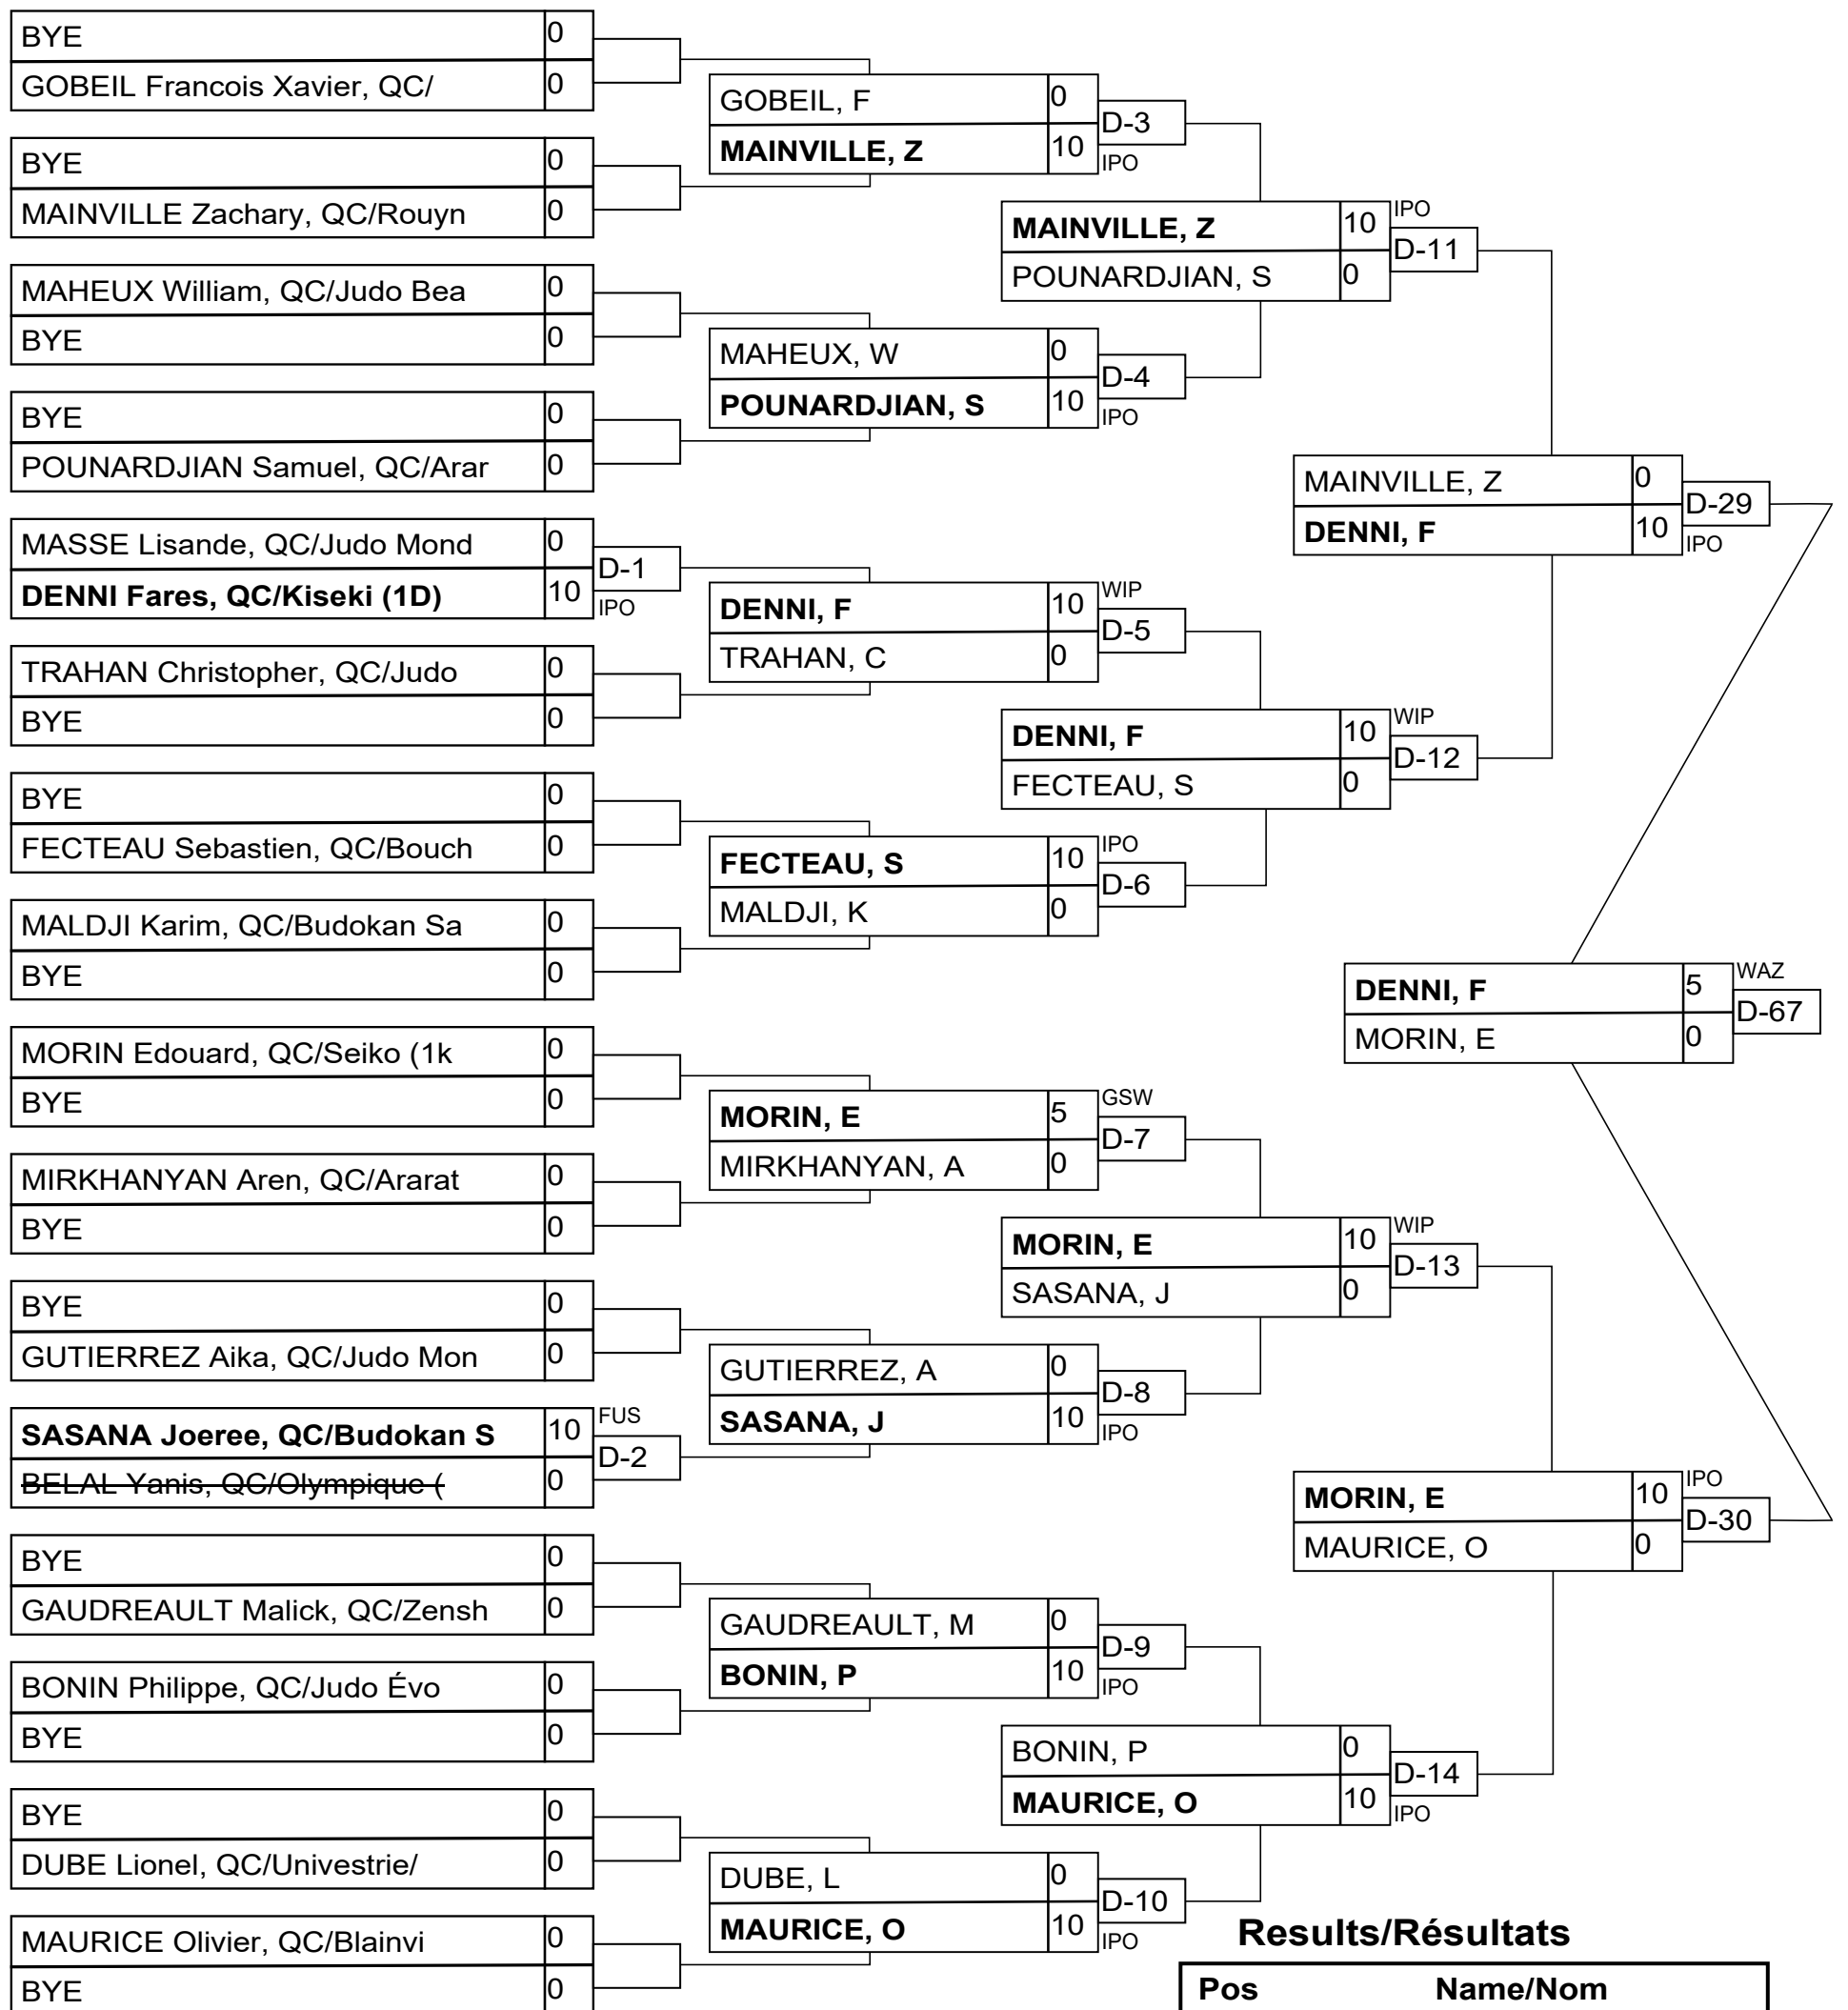 BYE 0
GOBEIL Francois Xavier, QC/ 0
BYE 0
MAINVILLE Zachary, QC/Rouyn 0
MAHEUX William, QC/Judo Bea 0
BYE 0
BYE 0
POUNARDJIAN Samuel, QC/Arar 0
MASSE Lisande, QC/Judo Mond 0
DENNI Fares, QC/Kiseki (1D) 10
D-1
IPO
TRAHAN Christopher, QC/Judo 0
BYE 0
BYE 0
FECTEAU Sebastien, QC/Bouch 0
MALDJI Karim, QC/Budokan Sa 0
BYE 0
MORIN Edouard, QC/Seiko (1k 0
BYE 0
MIRKHANYAN Aren, QC/Ararat 0
BYE 0
BYE 0
GUTIERREZ Aika, QC/Judo Mon 0
SASANA Joeree, QC/Budokan S 10
BELAL Yanis, QC/Olympique ( 0
FUS
D-2
BYE 0
GAUDREAULT Malick, QC/Zensh 0
BONIN Philippe, QC/Judo Évo 0
BYE 0
BYE 0
DUBE Lionel, QC/Univestrie/ 0
MAURICE Olivier, QC/Blainvi 0
BYE 0
GOBEIL, F 0
MAINVILLE, Z 10
D-3
IPO
MAHEUX, W 0
POUNARDJIAN, S 10
D-4
IPO
DENNI, F 10
TRAHAN, C 0
WIP
D-5
FECTEAU, S 10
MALDJI, K 0
IPO
D-6
MORIN, E 5
MIRKHANYAN, A 0
GSW
D-7
GUTIERREZ, A 0
SASANA, J 10
D-8
IPO
GAUDREAULT, M 0
BONIN, P 10
D-9
IPO
DUBE, L 0
MAURICE, O 10
D-10
IPO
MAINVILLE, Z 10
POUNARDJIAN, S 0
IPO
D-11
DENNI, F 10
FECTEAU, S 0
WIP
D-12
MORIN, E 10
SASANA, J 0
WIP
D-13
BONIN, P 0
MAURICE, O 10
D-14
IPO
MAINVILLE, Z 0
DENNI, F 10
D-29
IPO
MORIN, E 10
MAURICE, O 0
IPO
D-30
DENNI, F 5
MORIN, E 0
WAZ
D-67
Results/Résultats
Pos Name/Nom